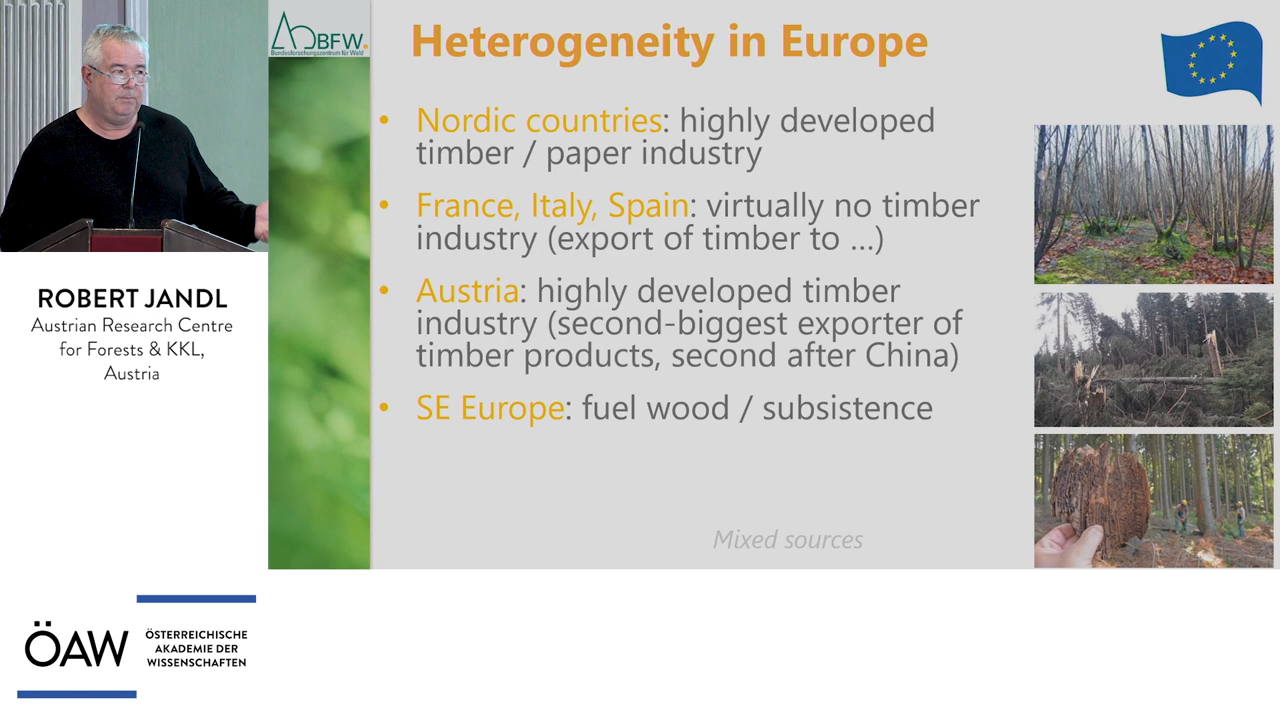 BFW.
Bundesforschungszentrum für Wald
Heterogeneity in Europe
• Nordic countries: highly developed
timber / paper industry
• France, Italy, Spain: virtually no timber
industry (export of timber to ...)
• Austria: highly developed timber
industry (second-biggest exporter of
timber products, second after China)
• SE Europe: fuel wood / subsistence
Mixed sources
ROBERT JANDL
Austrian Research Centre
for Forests & KKL,
Austria
ÖAW
ÖSTERREICHISCHE
AKADEMIE DER
WISSENSCHAFTEN